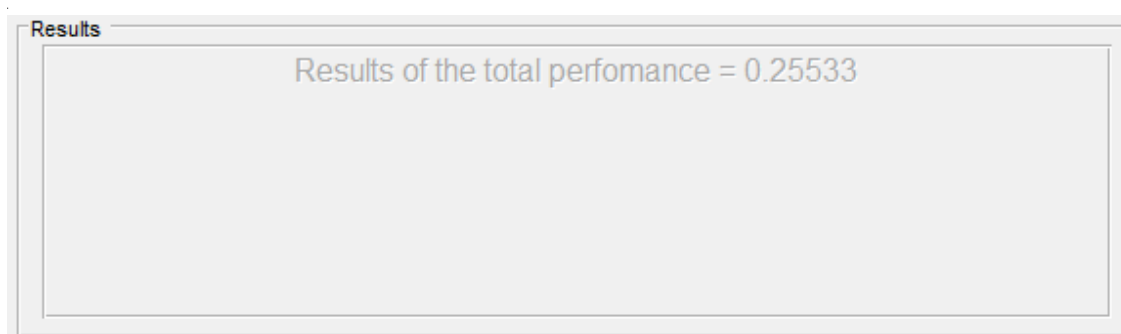 Results
Results of the total perfomance = 0.25533